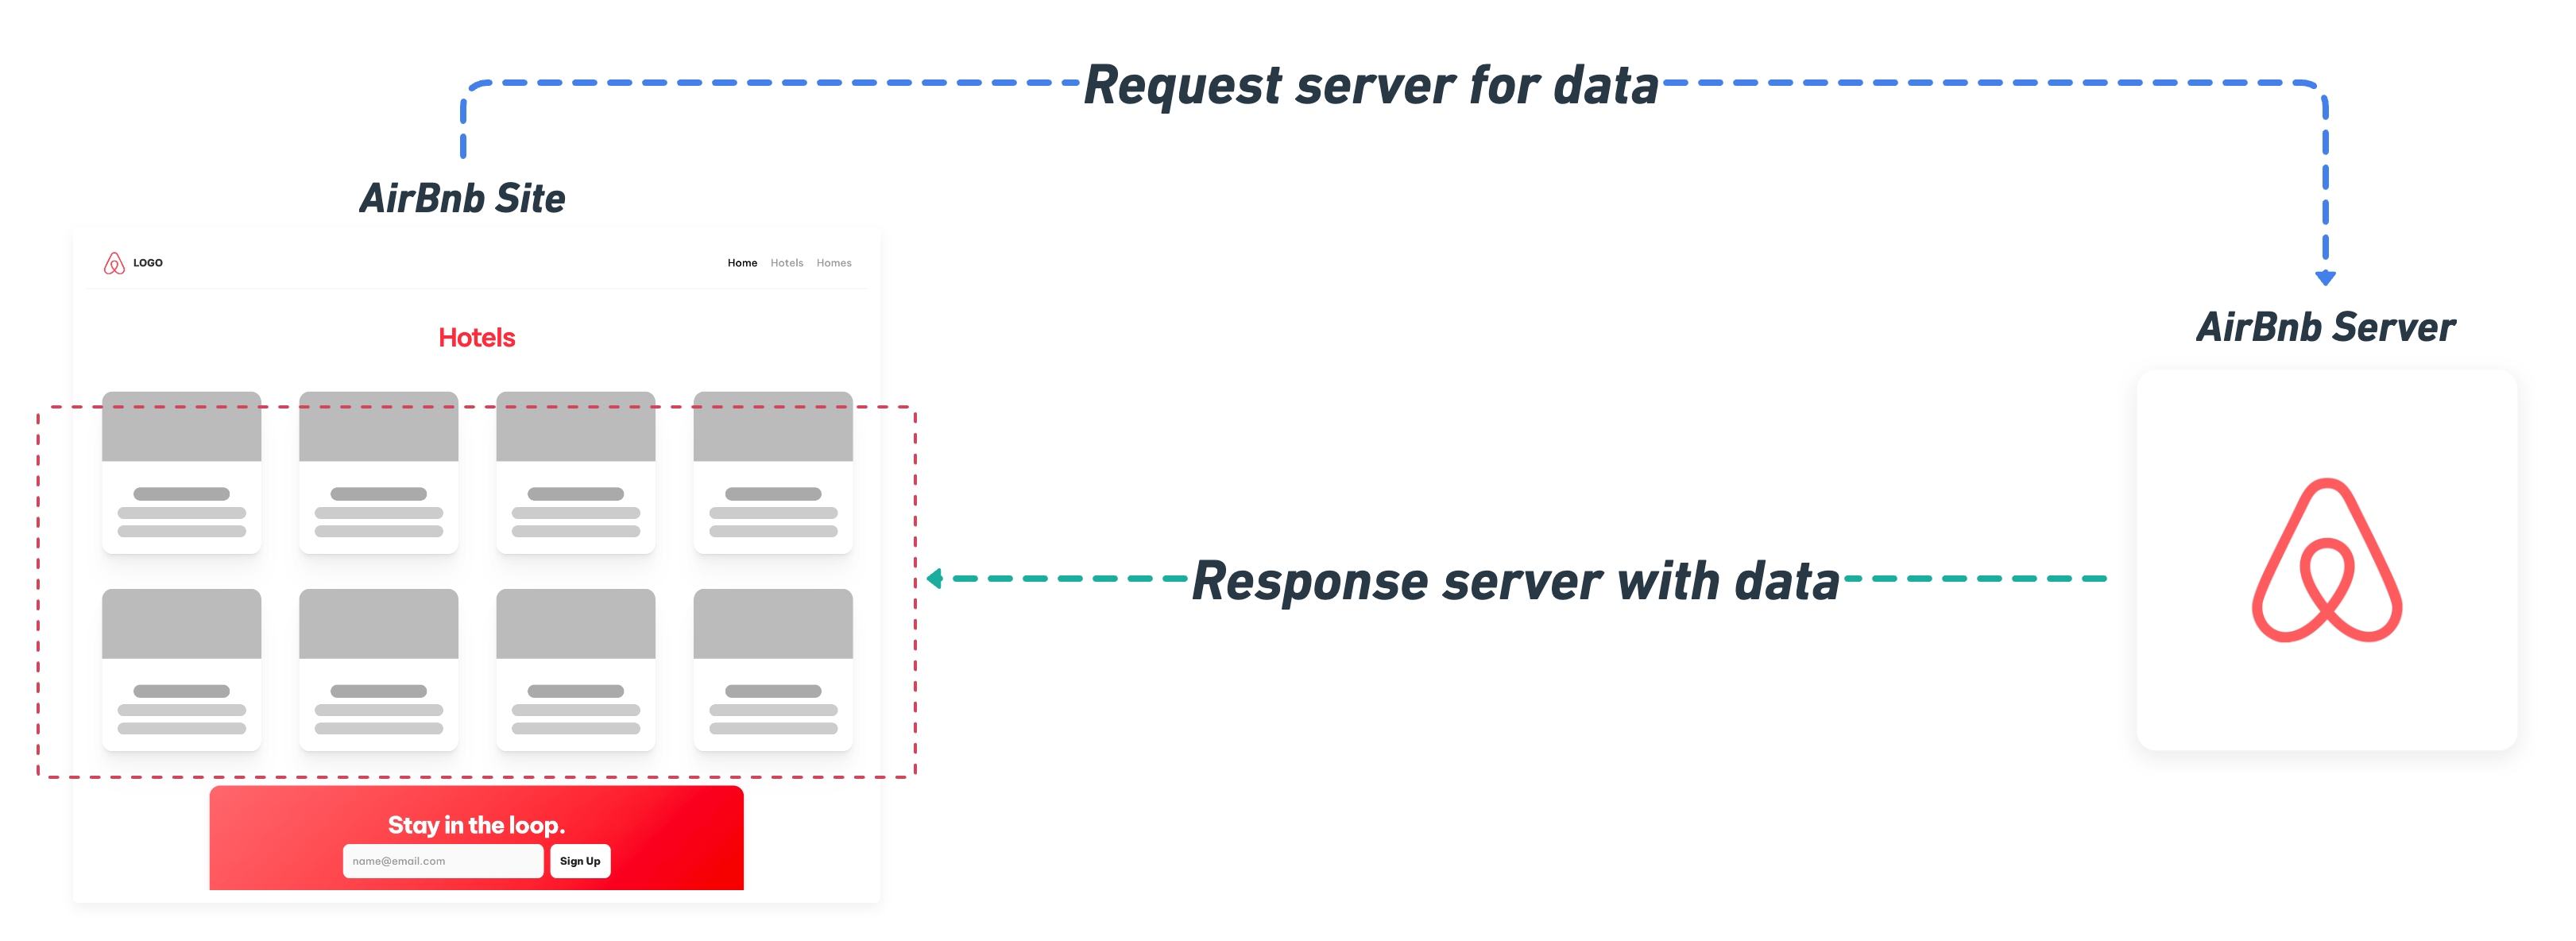 Request server for data
AirBnb Site
LOGO
Home Hotels Homes
Hotels
AirBnb Server
Response server with data
Stay in the loop.
name@email.com
Sign Up